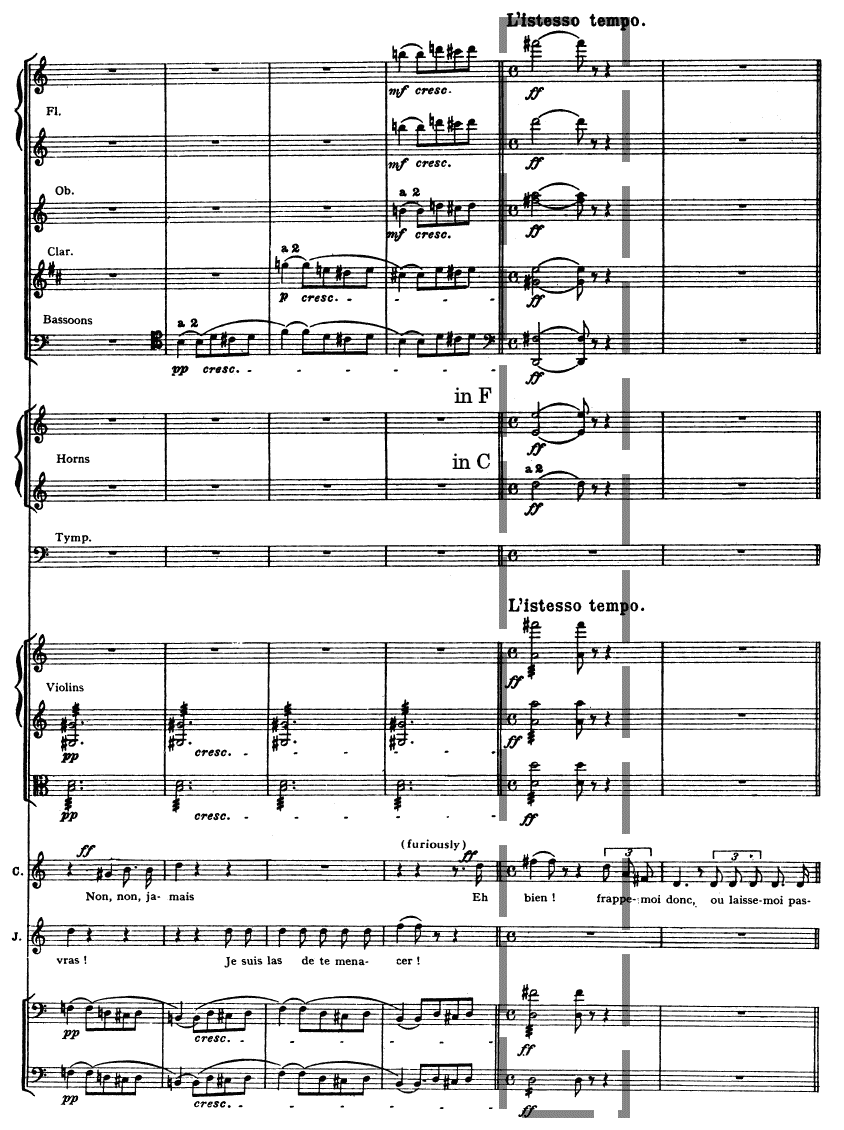 L'istesso tempo.
mf cresc.
ff
Fl.
mf cresc.
ff
Ob.
a 2
mf cresc.
ff
Clar.
a 2
p cresc. - - - -
ff
Bassoons
a 2
pp cresc. - - - - - -
ff
in F
ff
Horns
in C
a 2
ff
Tymp.
L'istesso tempo.
ff
Violins
pp cresc. - - - - - -
ff
pp cresc. - - - - - -
ff
(furiously)
C.
ff ff
3 3
Non, non, ja- mais Eh bien ! frappe-moi donc, ou laisse-moi pas-
J.
vras ! Je suis las de te mena- cer !
pp cresc. - - - - - -
ff
pp cresc. - - - - - -
ff